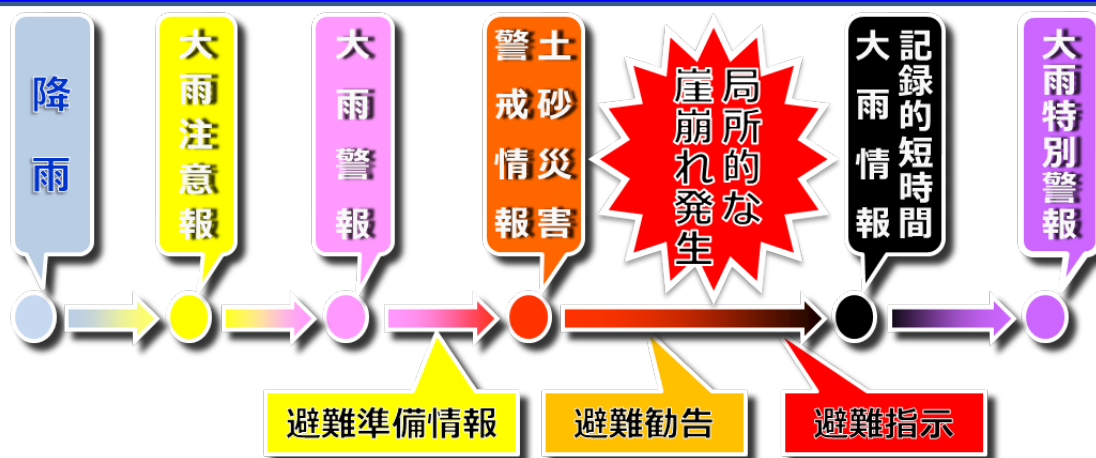 降雨
大雨注意報
大雨警報
土砂災害
警戒情報
局所的な
崖崩れ発生
記録的短時間
大雨情報
大雨特別警報
避難準備情報
避難勧告
避難指示